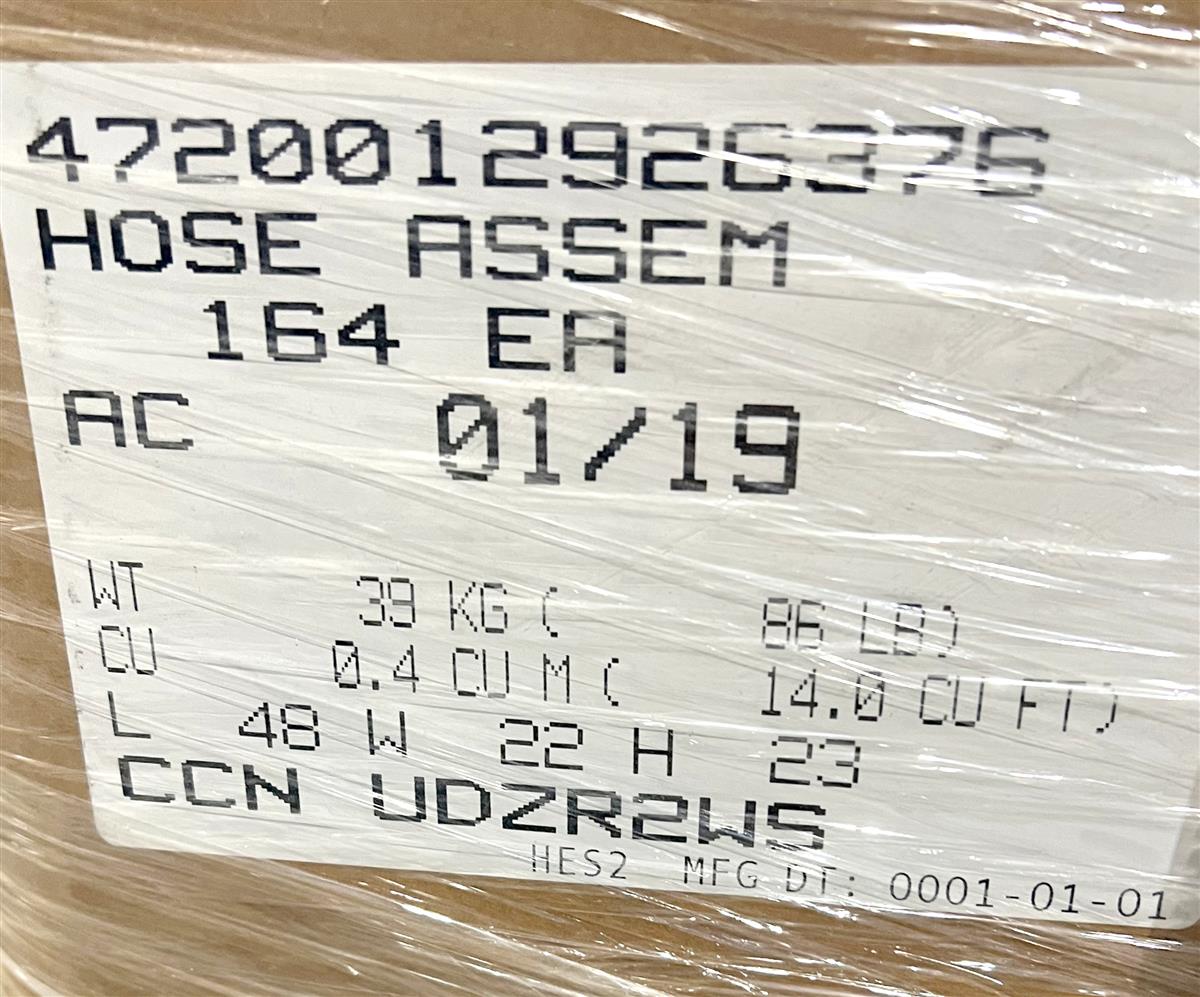 4720012926376
HOSE ASSEM
164 EA
AC 01/19
WT 39 KG ( 86 LB)
CU 0.4 CU M ( 14.0 CU FT)
L 48 W 22 H 23
CCN UDZR2WS
HES2 MFG DT: 0001-01-01